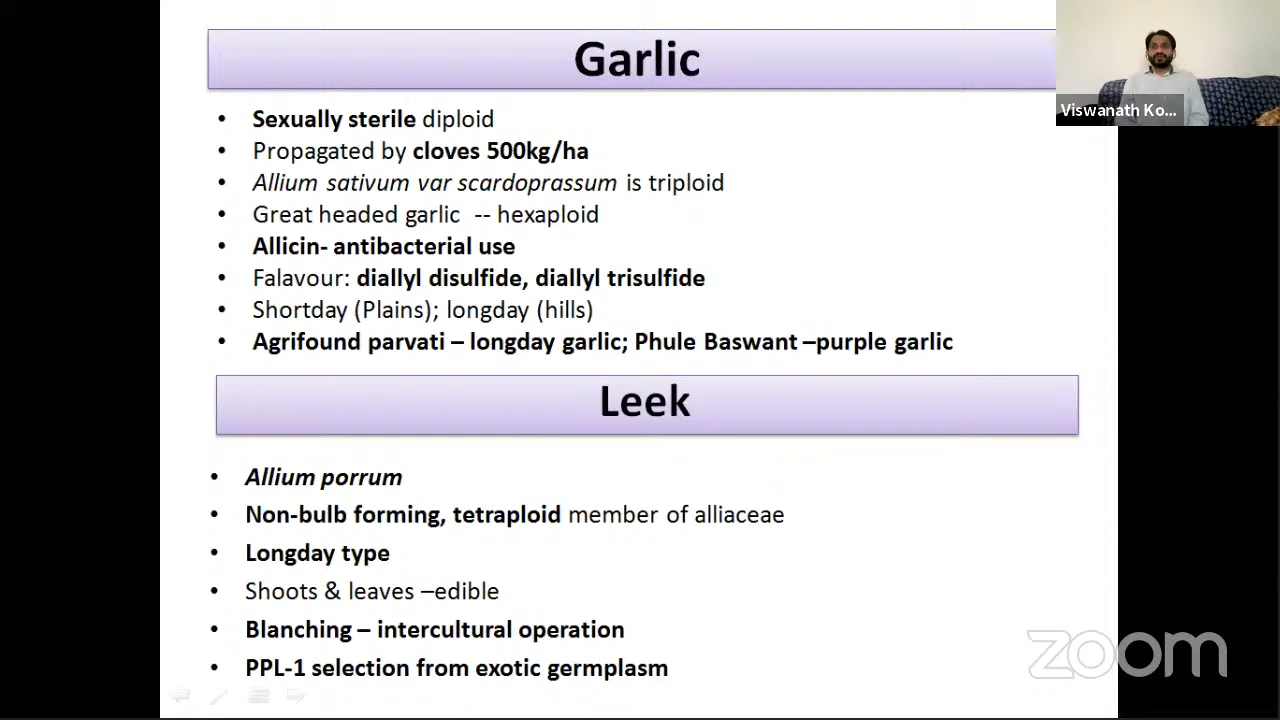 Garlic
• Sexually sterile diploid
• Propagated by cloves 500kg/ha
• Allium sativum var scardoprassum is triploid
• Great headed garlic -- hexaploid
• Allicin- antibacterial use
• Falavour: diallyl disulfide, diallyl trisulfide
• Shortday (Plains); longday (hills)
• Agrifound parvati – longday garlic; Phule Baswant –purple garlic
Leek
• Allium porrum
• Non-bulb forming, tetraploid member of alliaceae
• Longday type
• Shoots & leaves –edible
• Blanching – intercultural operation
• PPL-1 selection from exotic germplasm
Viswanath Ko...
zoom